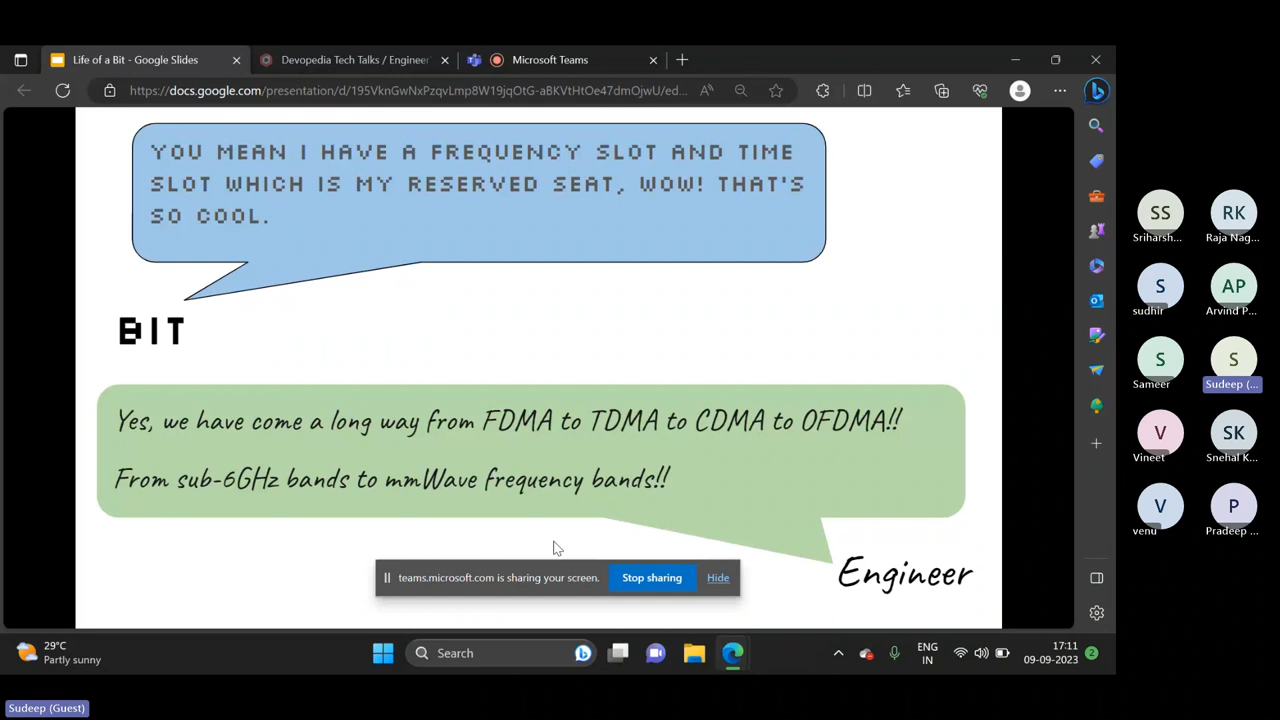 Life of a Bit - Google Slides
Devopedia Tech Talks / Engineer
Microsoft Teams
https://docs.google.com/presentation/d/195VknGwNxPzqvLmp8W19jqOtG-aBKVtHtOe47dmOjwU/ed...
YOU MEAN I HAVE A FREQUENCY SLOT AND TIME
SLOT WHICH IS MY RESERVED SEAT, WOW! THAT'S
SO COOL.
BIT
Yes, we have come a long way from FDMA to TDMA to CDMA to OFDMA!!
From sub-6GHz bands to mmWave frequency bands!!
Engineer
teams.microsoft.com is sharing your screen.
Stop sharing
Hide
SS
RK
Sriharsh...
Raja Nag...
S
AP
sudhir
Arvind P...
S
S
Sameer
Sudeep (...
V
SK
Vineet
Snehal K...
V
P
venu
Pradeep ...
29°C
Partly sunny
Search
ENG
IN
17:11
09-09-2023
2
Sudeep (Guest)